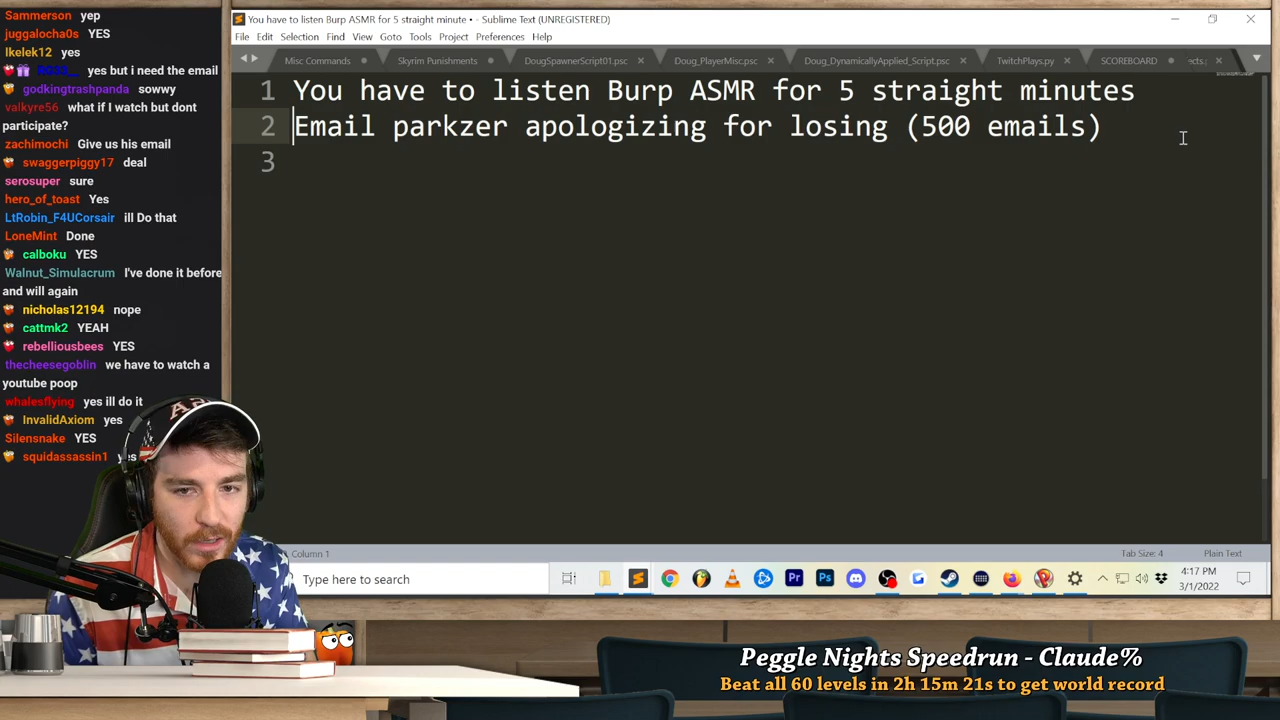 Sammerson yep
juggalocha0s YES
lkelek12 yes
yes but i need the email
godkingtrashpanda sowwy
valkyre56 what if I watch but dont
participate?
zachimochi Give us his email
swaggerpiggy17 deal
serosuper sure
hero_of_toast Yes
LtRobin_F4UCorsair ill Do that
LoneMint Done
calboku YES
Walnut_Simulacrum I've done it before
and will again
nicholas12194 nope
cattmk2 YEAH
rebelliousbees YES
thecheesegoblin we have to watch a
youtube poop
whalesflying yes ill do it
InvalidAxiom yes
Silensnake YES
squidassassin1 yes
You have to listen Burp ASMR for 5 straight minute • - Sublime Text (UNREGISTERED)
File Edit Selection Find View Goto Tools Project Preferences Help
Misc Commands Skyrim Punishments DougSpawnerScript01.psc Doug_PlayerMisc.psc Doug_DynamicallyApplied_Script.psc TwitchPlays.py SCOREBOARD
1 You have to listen Burp ASMR for 5 straight minutes
2 Email parkzer apologizing for losing (500 emails)
3
Column 1 Tab Size: 4 Plain Text
Type here to search
4:17 PM
3/1/2022
Peggle Nights Speedrun - Claude%
Beat all 60 levels in 2h 15m 21s to get world record